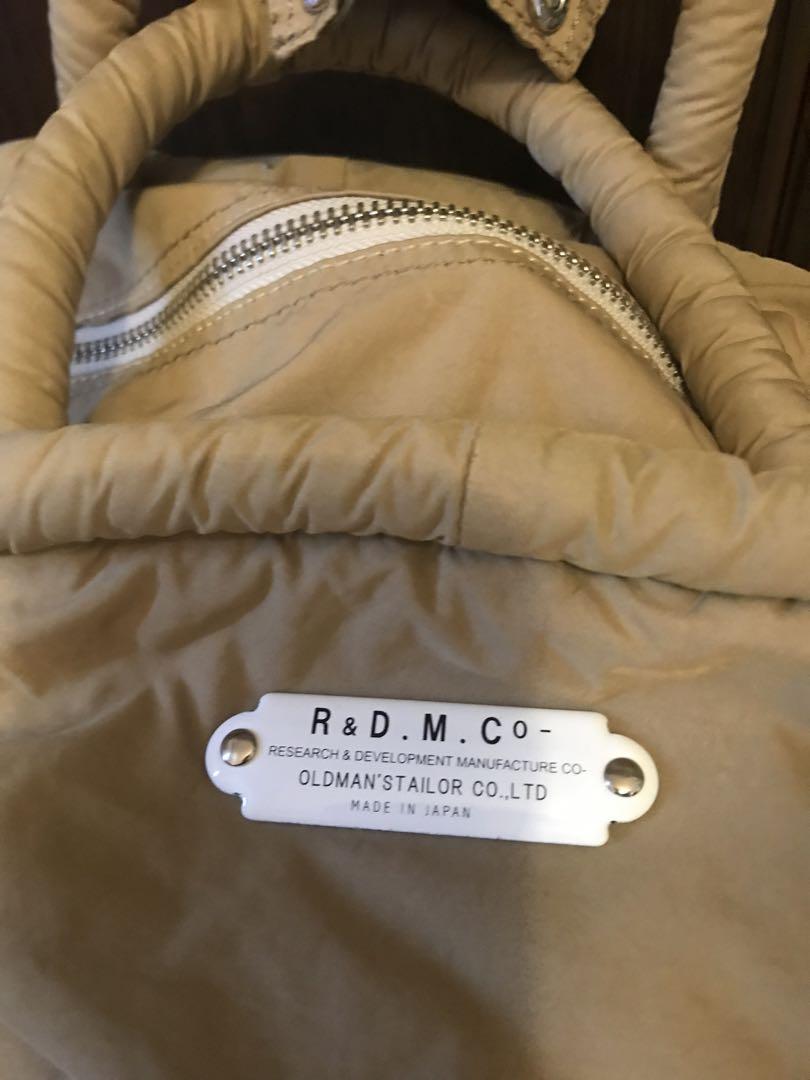 R & D . M . Co -
RESEARCH & DEVELOPMENT MANUFACTURE CO-
OLDMAN'STAILOR CO.,LTD
MADE IN JAPAN